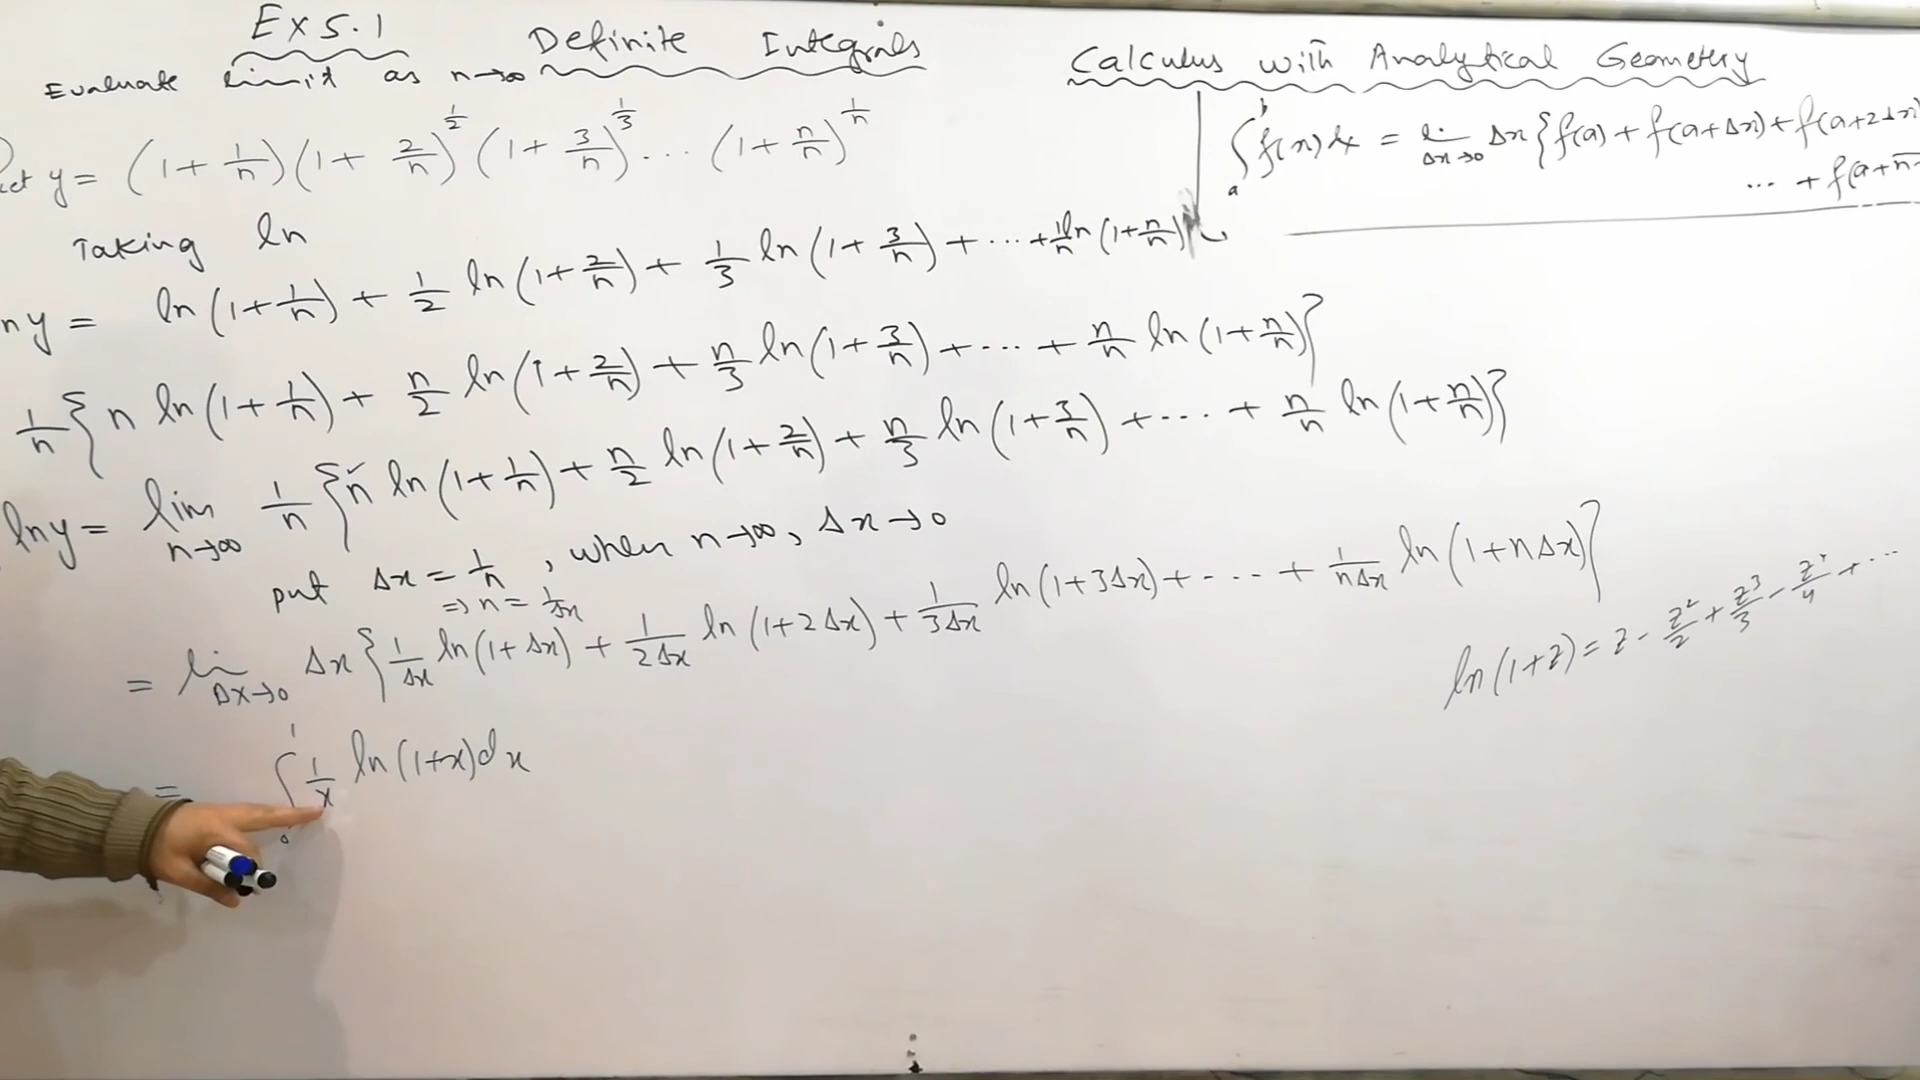 EX 5.1 Definite Integrals
Evaluate limit as n→∞
Calculus with Analytical Geometry
∫_a^b f(x) dx = lim_{Δx→0} Δx { f(a) + f(a+Δx) + f(a+2Δx)
... + f(a+n-
Let y = (1 + 1/n)(1 + 2/n)^{1/2} (1 + 3/n)^{1/3} ... (1 + n/n)^{1/n}
Taking ln
ny = ln(1 + 1/n) + 1/2 ln(1 + 2/n) + 1/3 ln(1 + 3/n) + ... + 1/n ln(1 + n/n)
1/n { n ln(1 + 1/n) + n/2 ln(1 + 2/n) + n/3 ln(1 + 3/n) + ... + n/n ln(1 + n/n) }
ln y = lim_{n→∞} 1/n { n ln(1 + 1/n) + n/2 ln(1 + 2/n) + n/3 ln(1 + 3/n) + ... + n/n ln(1 + n/n) }
put Δx = 1/n , when n→∞, Δx→0
⇒ n = 1/Δx
= lim_{Δx→0} Δx { 1/Δx ln(1 + Δx) + 1/2Δx ln(1 + 2Δx) + 1/3Δx ln(1 + 3Δx) + ... + 1/nΔx ln(1 + nΔx) }
ln(1+z) = z - z²/2 + z³/3 - z⁴/4 + ...
= ∫_0^1 1/x ln(1+x) dx